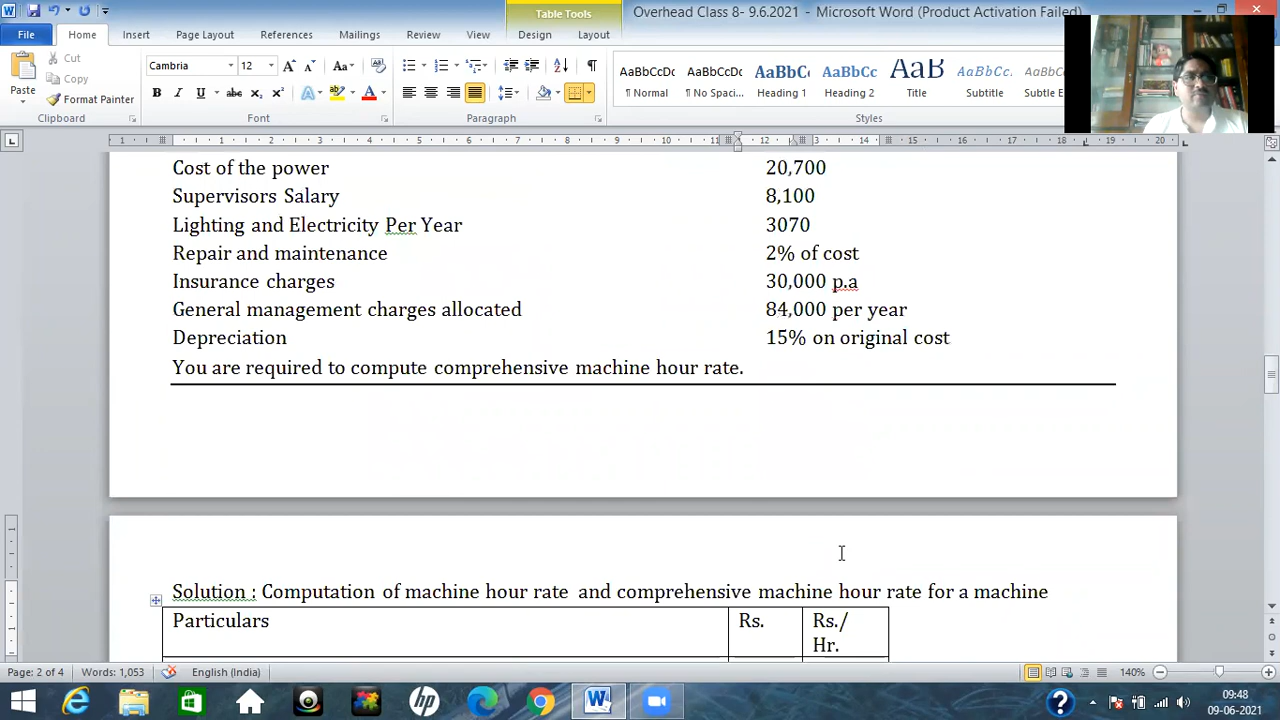 Table Tools
Overhead Class 8- 9.6.2021 - Microsoft Word (Product Activation Failed)
File
Home
Insert
Page Layout
References
Mailings
Review
View
Design
Layout
Paste
Cut
Copy
Format Painter
Clipboard
Cambria
12
Font
Paragraph
AaBbCcDc
¶ Normal
AaBbCcDc
¶ No Spaci...
AaBbC
Heading 1
AaBbCc
Heading 2
AaB
Title
AaBbCc.
Subtitle
AaBbCc
Subtle E
Styles
Cost of the power 20,700
Supervisors Salary 8,100
Lighting and Electricity Per Year 3070
Repair and maintenance 2% of cost
Insurance charges 30,000 p.a
General management charges allocated 84,000 per year
Depreciation 15% on original cost
You are required to compute comprehensive machine hour rate.
Solution : Computation of machine hour rate and comprehensive machine hour rate for a machine
Particulars Rs. Rs./
Hr.
Page: 2 of 4
Words: 1,053
English (India)
140%
09:48
09-06-2021